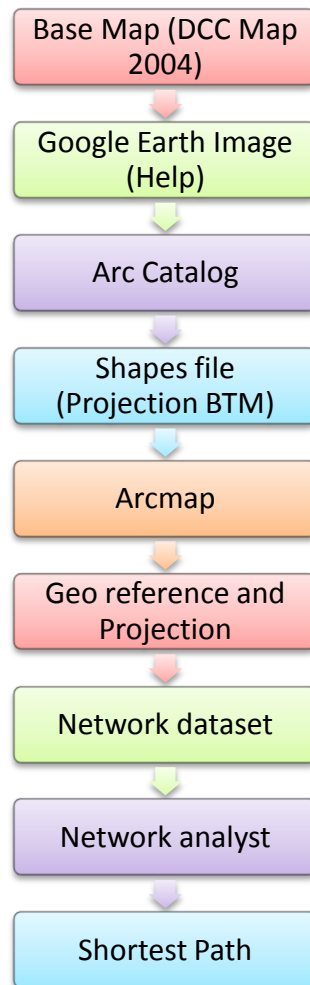 Base Map (DCC Map
2004)
Google Earth Image
(Help)
Arc Catalog
Shapes file
(Projection BTM)
Arcmap
Geo reference and
Projection
Network dataset
Network analyst
Shortest Path